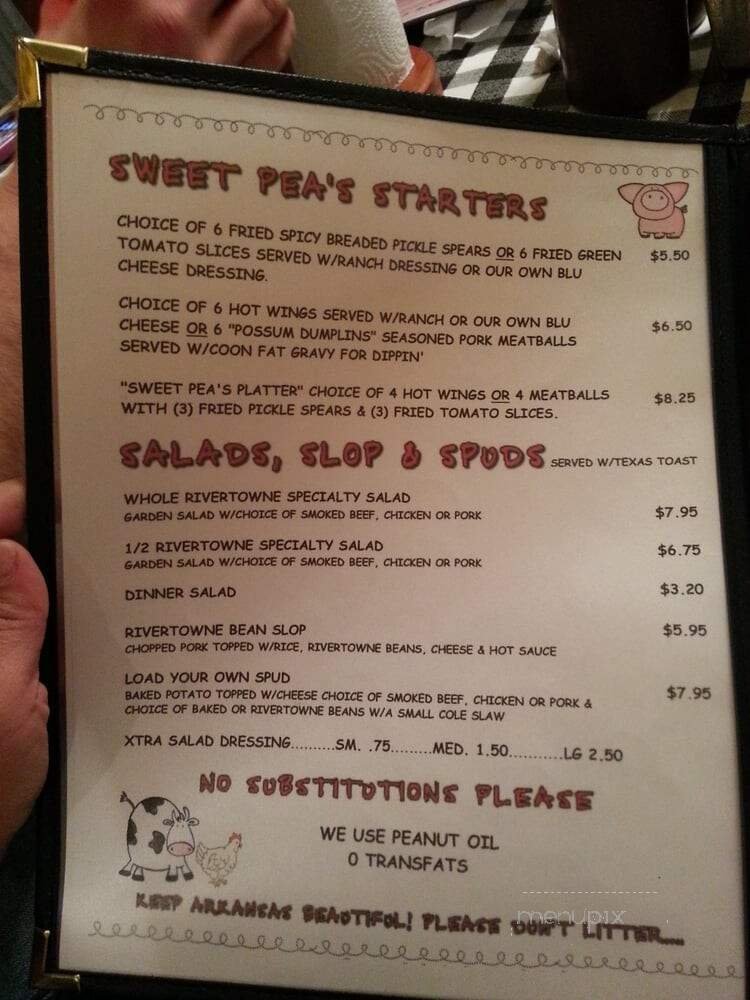 SWEET PEA'S STARTERS
CHOICE OF 6 FRIED SPICY BREADED PICKLE SPEARS OR 6 FRIED GREEN $5.50
TOMATO SLICES SERVED W/RANCH DRESSING OR OUR OWN BLU
CHEESE DRESSING.
CHOICE OF 6 HOT WINGS SERVED W/RANCH OR OUR OWN BLU $6.50
CHEESE OR 6 "POSSUM DUMPLINS" SEASONED PORK MEATBALLS
SERVED W/COON FAT GRAVY FOR DIPPIN'
"SWEET PEA'S PLATTER" CHOICE OF 4 HOT WINGS OR 4 MEATBALLS $8.25
WITH (3) FRIED PICKLE SPEARS & (3) FRIED TOMATO SLICES.
SALADS, SLOP & SPUDS SERVED W/TEXAS TOAST
WHOLE RIVERTOWNE SPECIALTY SALAD
GARDEN SALAD W/CHOICE OF SMOKED BEEF, CHICKEN OR PORK $7.95
1/2 RIVERTOWNE SPECIALTY SALAD $6.75
GARDEN SALAD W/CHOICE OF SMOKED BEEF, CHICKEN OR PORK
DINNER SALAD $3.20
RIVERTOWNE BEAN SLOP $5.95
CHOPPED PORK TOPPED W/RICE, RIVERTOWNE BEANS, CHEESE & HOT SAUCE
LOAD YOUR OWN SPUD
BAKED POTATO TOPPED W/CHEESE CHOICE OF SMOKED BEEF, CHICKEN OR PORK & $7.95
CHOICE OF BAKED OR RIVERTOWNE BEANS W/A SMALL COLE SLAW
XTRA SALAD DRESSING.........SM. .75.........MED. 1.50...........LG 2.50
NO SUBSTITUTIONS PLEASE
WE USE PEANUT OIL
0 TRANSFATS
menupix
KEEP ARKANSAS BEAUTIFUL! PLEASE DON'T LITTER....